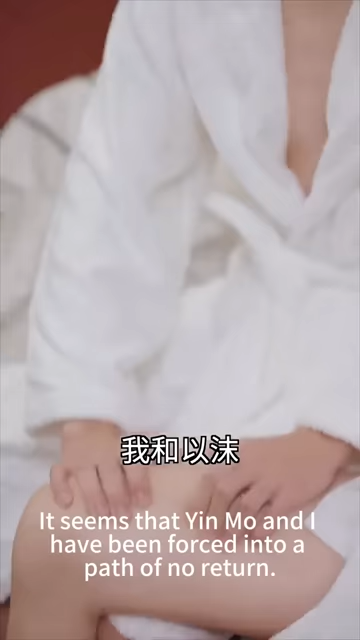 我和以沫
It seems that Yin Mo and I
have been forced into a
path of no return.